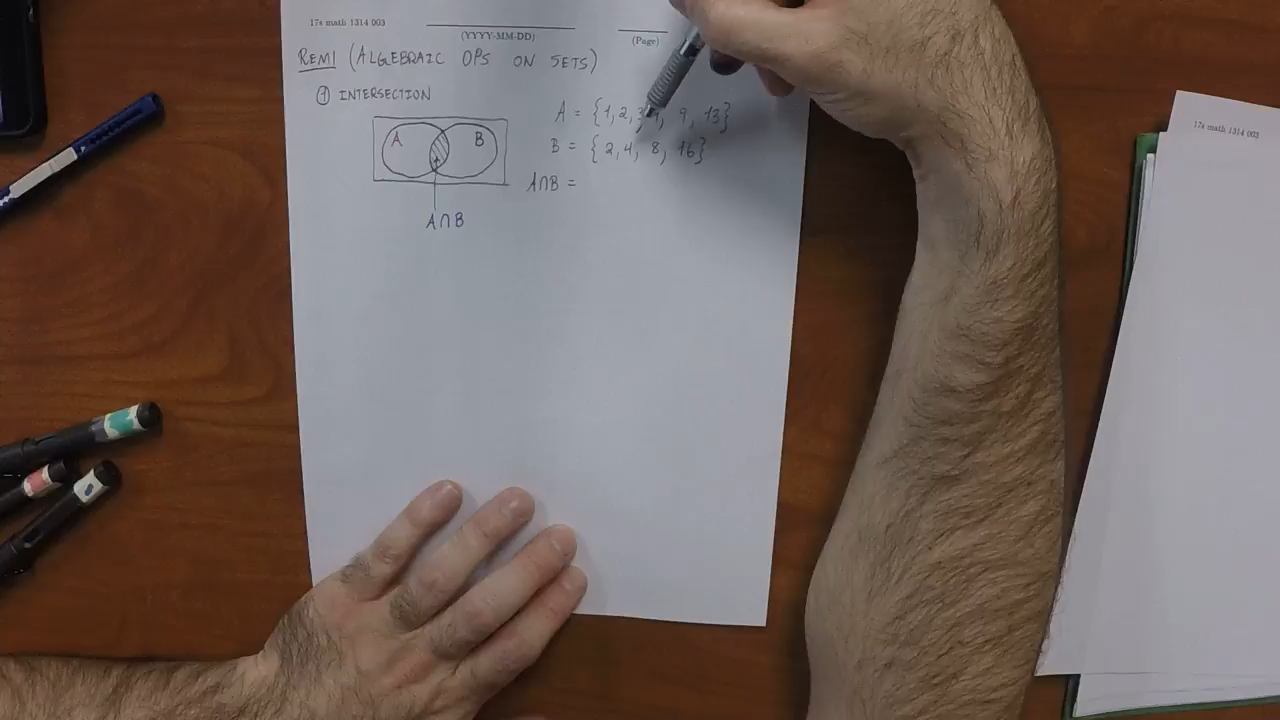 17s math 1314 003
(YYYY-MM-DD)
(Page)
REM1 (ALGEBRAIC OPS ON SETS)
① INTERSECTION
A = {1, 2, 3, 9, 13}
A B
B = {2, 4, 8, 16}
A∩B =
A∩B
17s math 1314 003